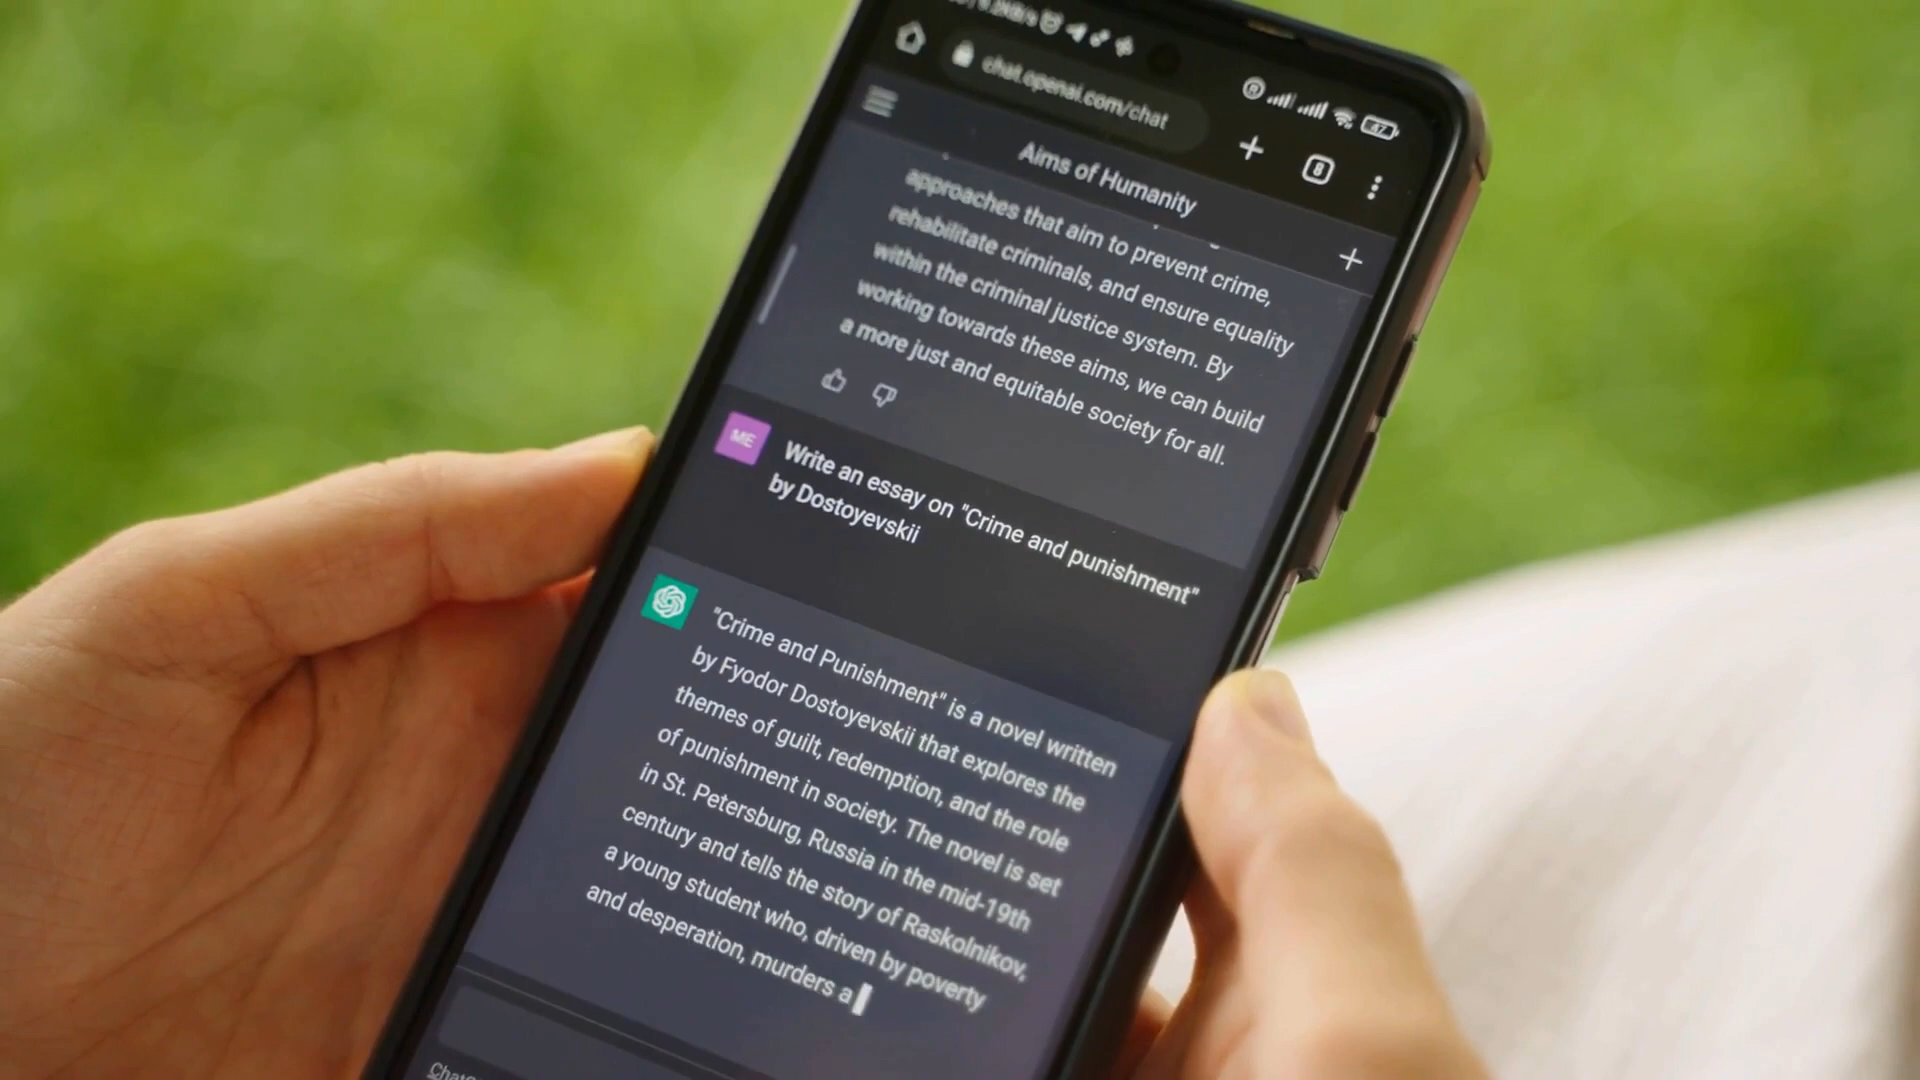 chat.openai.com/chat
8
47
Aims of Humanity
approaches that aim to prevent crime,
rehabilitate criminals, and ensure equality
within the criminal justice system. By
working towards these aims, we can build
a more just and equitable society for all.
ME
Write an essay on "Crime and punishment"
by Dostoyevskii
"Crime and Punishment" is a novel written
by Fyodor Dostoyevskii that explores the
themes of guilt, redemption, and the role
of punishment in society. The novel is set
in St. Petersburg, Russia in the mid-19th
century and tells the story of Raskolnikov,
a young student who, driven by poverty
and desperation, murders a